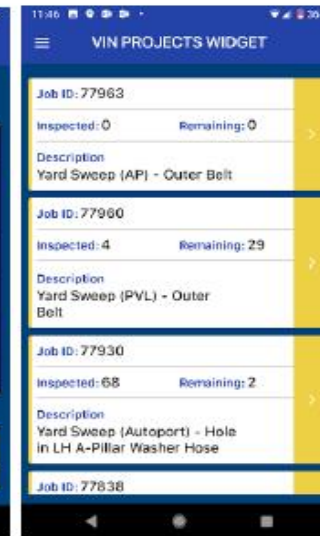 11:46
36
VIN PROJECTS WIDGET
Job ID: 77963
Inspected: 0 Remaining: 0
Description
Yard Sweep (AP) - Outer Belt
Job ID: 77960
Inspected: 4 Remaining: 29
Description
Yard Sweep (PVL) - Outer
Belt
Job ID: 77930
Inspected: 68 Remaining: 2
Description
Yard Sweep (Autoport) - Hole
in LH A-Pillar Washer Hose
Job ID: 77838